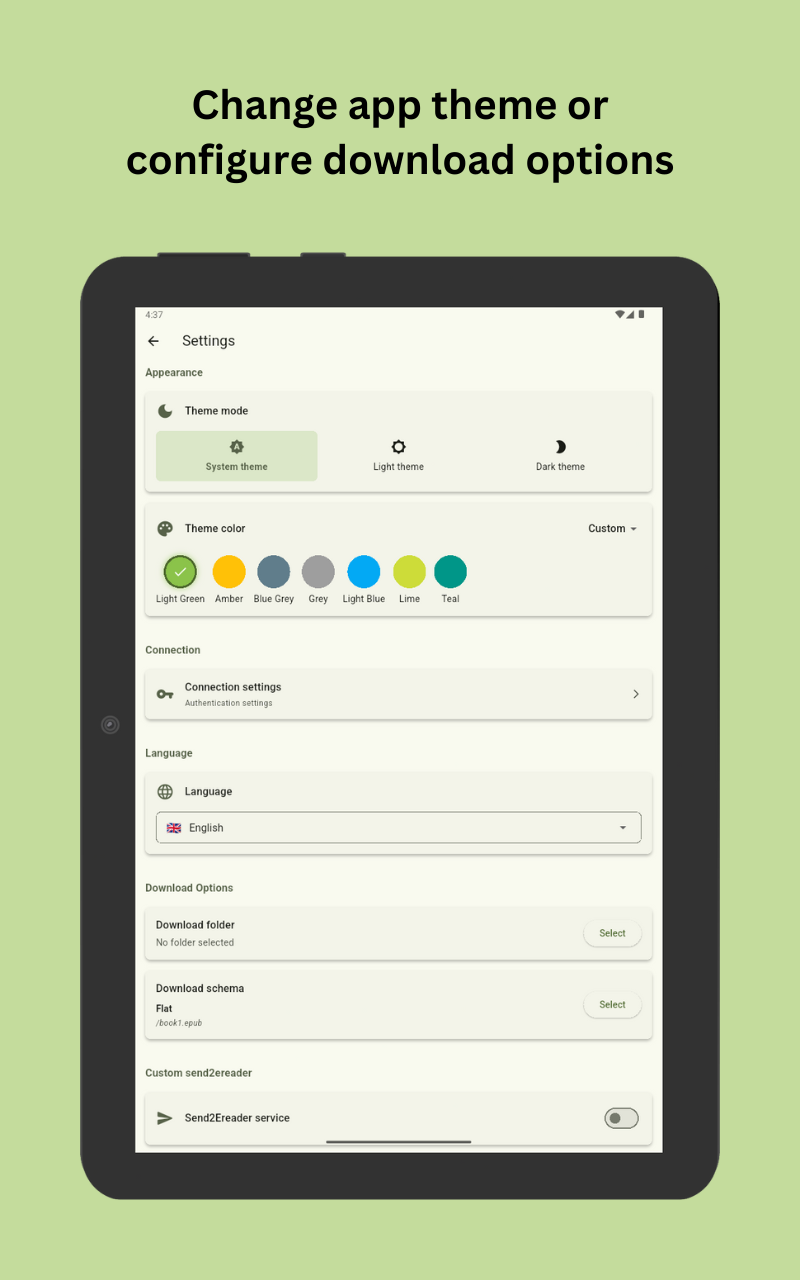 Change app theme or
configure download options
4:37
Settings
Appearance
Theme mode
A
System theme
Light theme
Dark theme
Theme color
Custom
Light Green
Amber
Blue Grey
Grey
Light Blue
Lime
Teal
Connection
Connection settings
Authentication settings
Language
Language
English
Download Options
Download folder
No folder selected
Select
Download schema
Flat
/book1.epub
Select
Custom send2ereader
Send2Ereader service